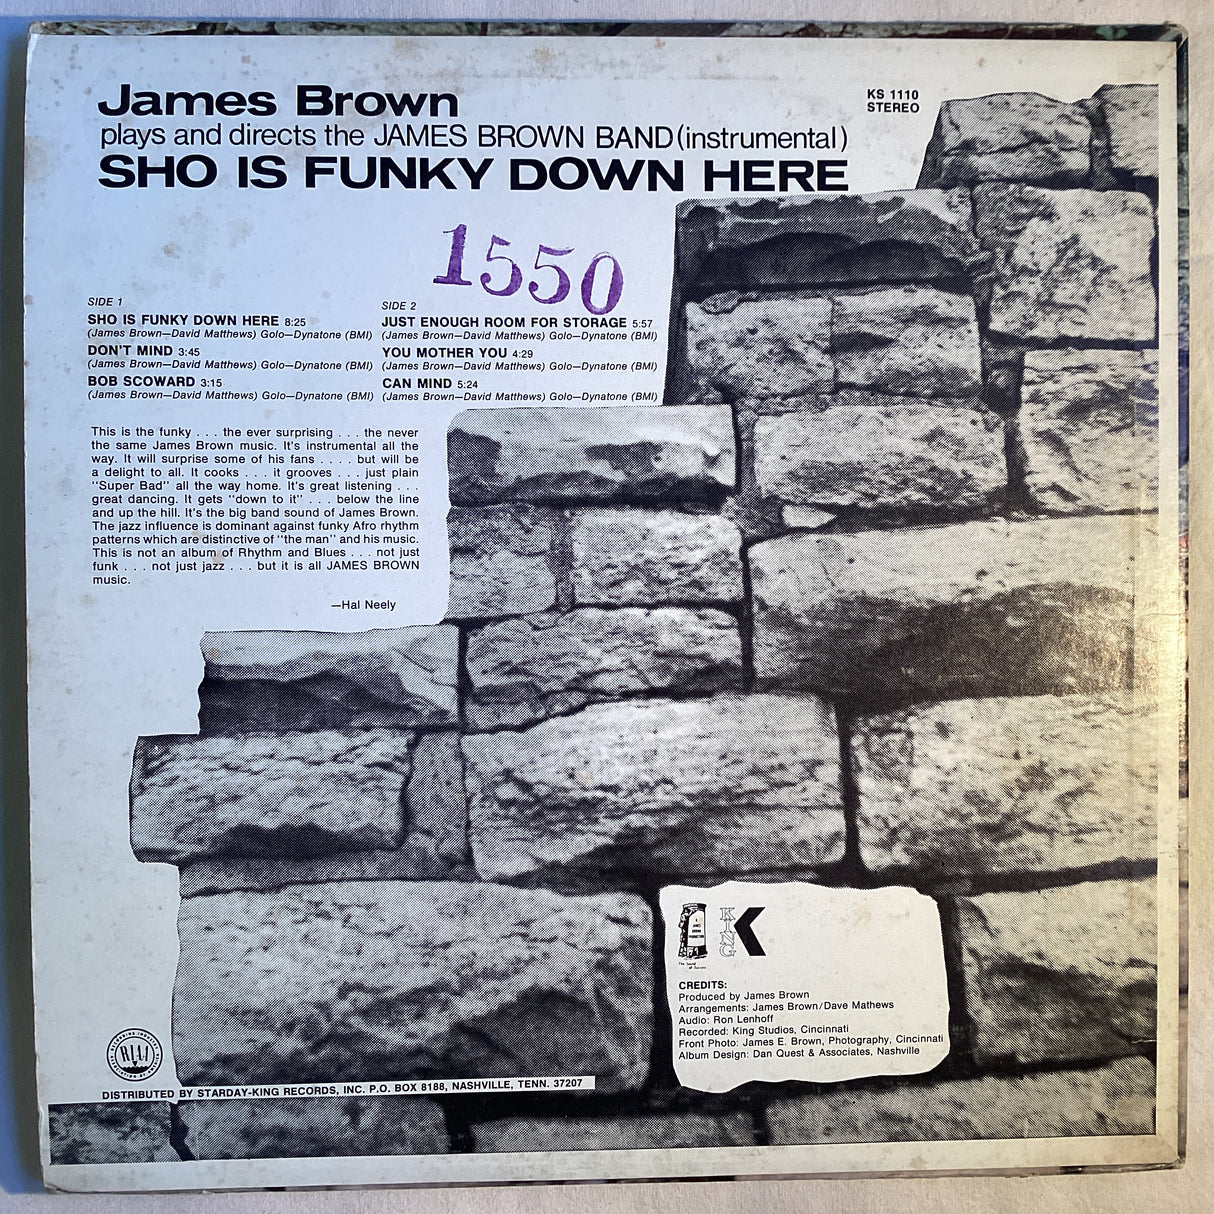 James Brown
plays and directs the JAMES BROWN BAND (instrumental)
SHO IS FUNKY DOWN HERE
KS 1110
STEREO
1550
SIDE 1
SHO IS FUNKY DOWN HERE 8:25
(James Brown—David Matthews) Golo—Dynatone (BMI)
DON'T MIND 3:45
(James Brown—David Matthews) Golo—Dynatone (BMI)
BOB SCOWARD 3:15
(James Brown—David Matthews) Golo—Dynatone (BMI)
SIDE 2
JUST ENOUGH ROOM FOR STORAGE 5:57
(James Brown—David Matthews) Golo—Dynatone (BMI)
YOU MOTHER YOU 4:29
(James Brown—David Matthews) Golo—Dynatone (BMI)
CAN MIND 5:24
(James Brown—David Matthews) Golo—Dynatone (BMI)
This is the funky . . . the ever surprising . . . the never
the same James Brown music. It's instrumental all the
way. It will surprise some of his fans . . . . but will be
a delight to all. It cooks . . . . it grooves . . . . just plain
"Super Bad" all the way home. It's great listening . . .
great dancing. It gets "down to it" . . . below the line
and up the hill. It's the big band sound of James Brown.
The jazz influence is dominant against funky Afro rhythm
patterns which are distinctive of "the man" and his music.
This is not an album of Rhythm and Blues . . . not just
funk . . . not just jazz . . . but it is all JAMES BROWN
music.
—Hal Neely
A
JAMES
BROWN
PRODUCTION
The Sound
of Success
KING
K
CREDITS:
Produced by James Brown
Arrangements: James Brown/Dave Mathews
Audio: Ron Lenhoff
Recorded: King Studios, Cincinnati
Front Photo: James E. Brown, Photography, Cincinnati
Album Design: Dan Quest & Associates, Nashville
RIAA
DISTRIBUTED BY STARDAY-KING RECORDS, INC. P.O. BOX 8188, NASHVILLE, TENN. 37207